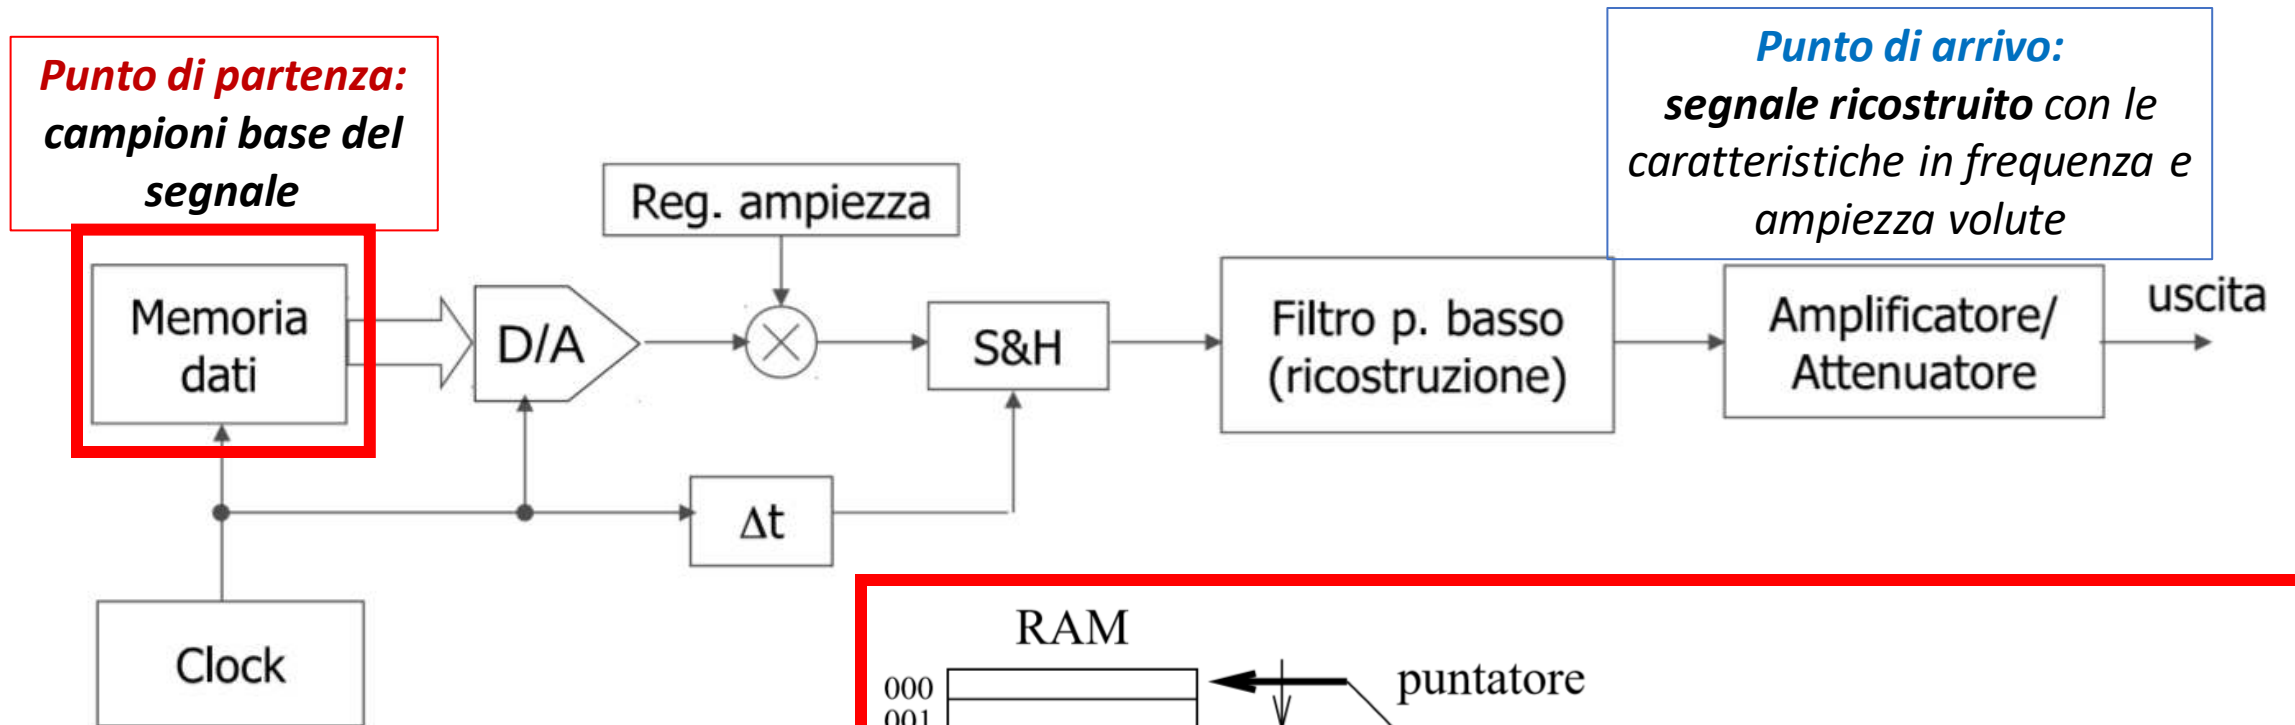 Punto di partenza:
campioni base del
segnale
Punto di arrivo:
segnale ricostruito con le
caratteristiche in frequenza e
ampiezza volute
Reg. ampiezza
Memoria
dati
D/A
S&H
Filtro p. basso
(ricostruzione)
Amplificatore/
Attenuatore
uscita
Δt
Clock
RAM
000
puntatore
001